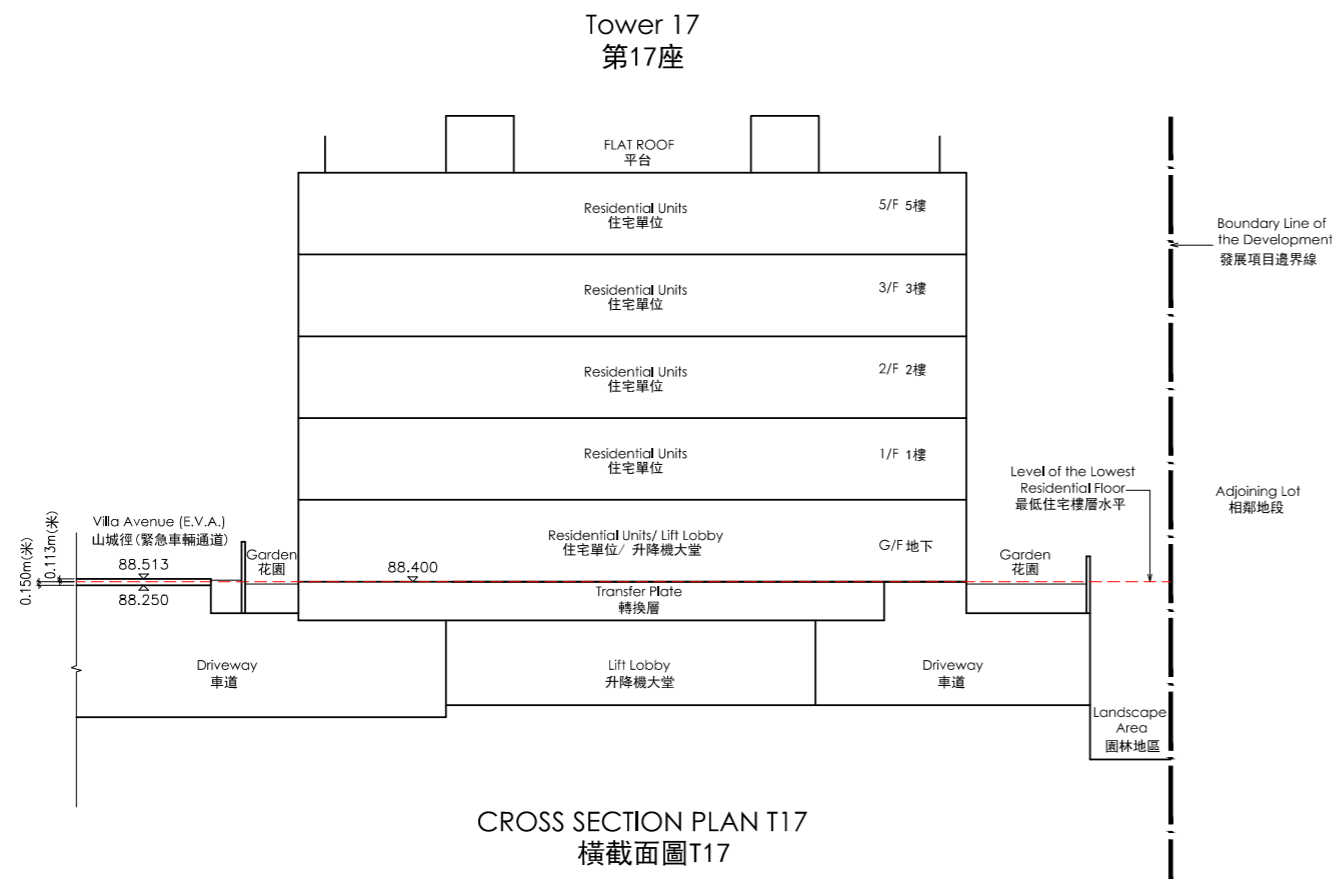 Tower 17
第17座
FLAT ROOF
平台
Residential Units
住宅單位
5/F 5樓
Boundary Line of
the Development
發展項目邊界線
Residential Units
住宅單位
3/F 3樓
Residential Units
住宅單位
2/F 2樓
Residential Units
住宅單位
1/F 1樓
Level of the Lowest
Residential Floor
最低住宅樓層水平
Adjoining Lot
相鄰地段
0.150m(米)
0.113m(米)
Villa Avenue (E.V.A.)
山城徑(緊急車輛通道)
88.513
88.250
Garden
花園
Residential Units/ Lift Lobby
住宅單位/ 升降機大堂
G/F 地下
88.400
Garden
花園
Transfer Plate
轉換層
Driveway
車道
Lift Lobby
升降機大堂
Driveway
車道
Landscape
Area
園林地區
CROSS SECTION PLAN T17
橫截面圖T17